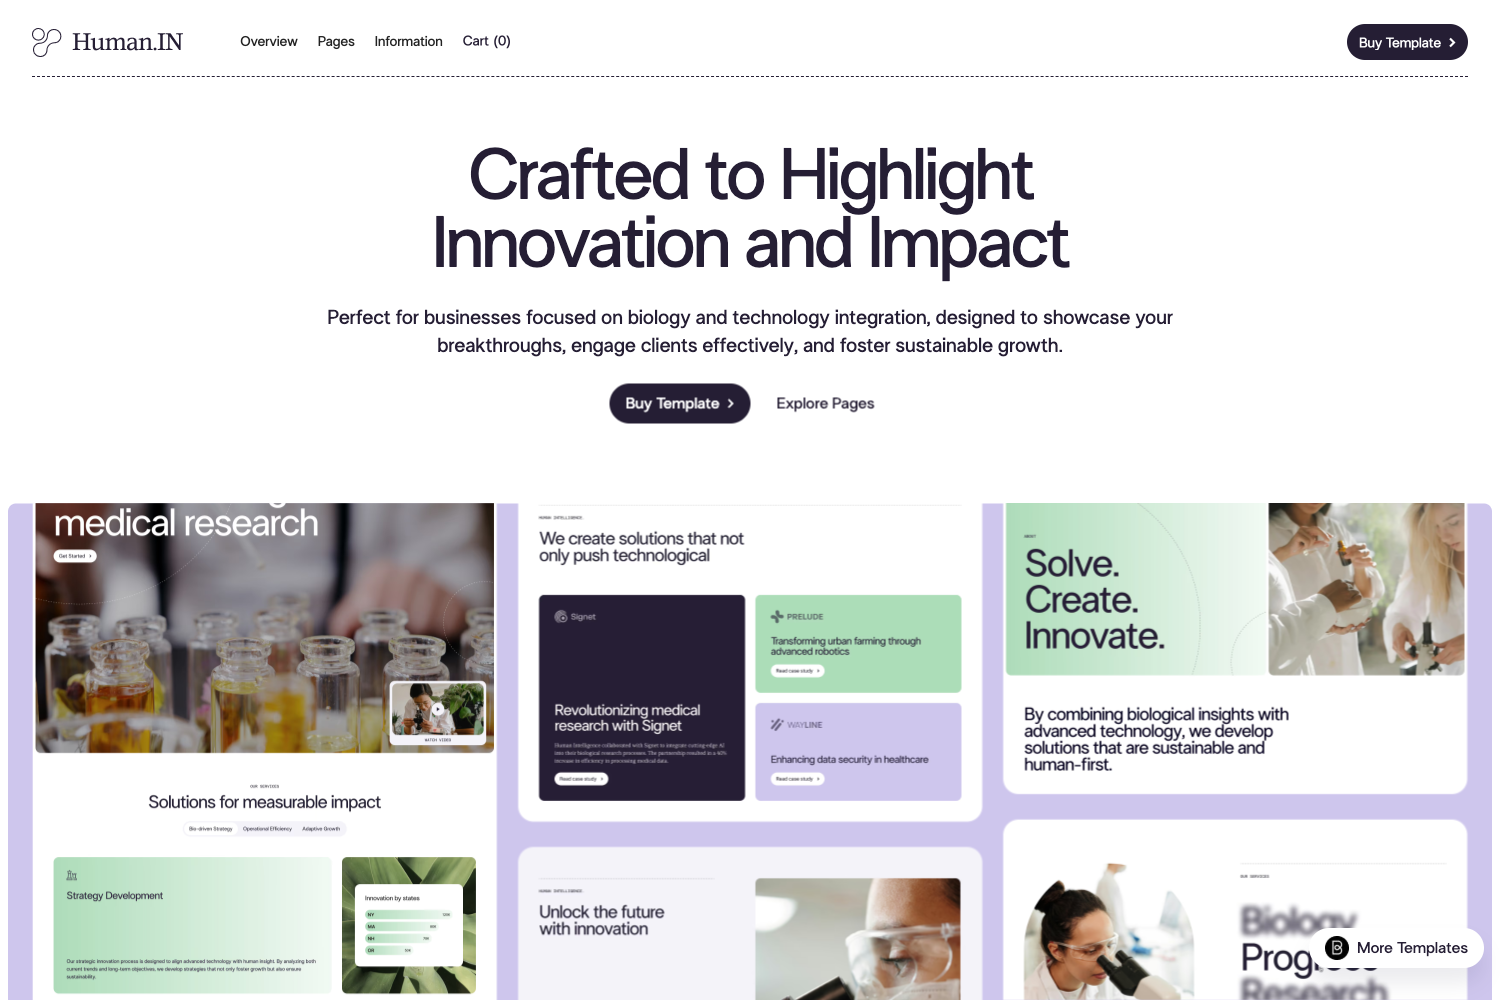 Human.IN
Overview
Pages
Information
Cart (0)
Buy Template
Crafted to Highlight
Innovation and Impact
Perfect for businesses focused on biology and technology integration, designed to showcase your
breakthroughs, engage clients effectively, and foster sustainable growth.
Buy Template
Explore Pages
medical research
Get Started
WATCH VIDEO
OUR SERVICES
Solutions for measurable impact
Bio-driven Strategy
Operational Efficiency
Adaptive Growth
Strategy Development
Our strategic innovation process is designed to align advanced technology with human insight. By analyzing both
current trends and long-term objectives, we develop strategies that not only foster growth but also ensure
sustainability.
Innovation by states
NY
MA
NH
OR
HUMAN INTELLIGENCE
We create solutions that not
only push technological
Signet
Revolutionizing medical
research with Signet
Human Intelligence collaborated with Signet to integrate cutting-edge AI
into their biological research processes. The partnership resulted in a 40%
increase in efficiency in processing medical data.
Read case study
PRELUDE
Transforming urban farming through
advanced robotics
Read case study
WAYLINE
Enhancing data security in healthcare
Read case study
HUMAN INTELLIGENCE
Unlock the future
with innovation
ABOUT
Solve.
Create.
Innovate.
By combining biological insights with
advanced technology, we develop
solutions that are sustainable and
human-first.
OUR SERVICES
Biology
Progress
Research
More Templates